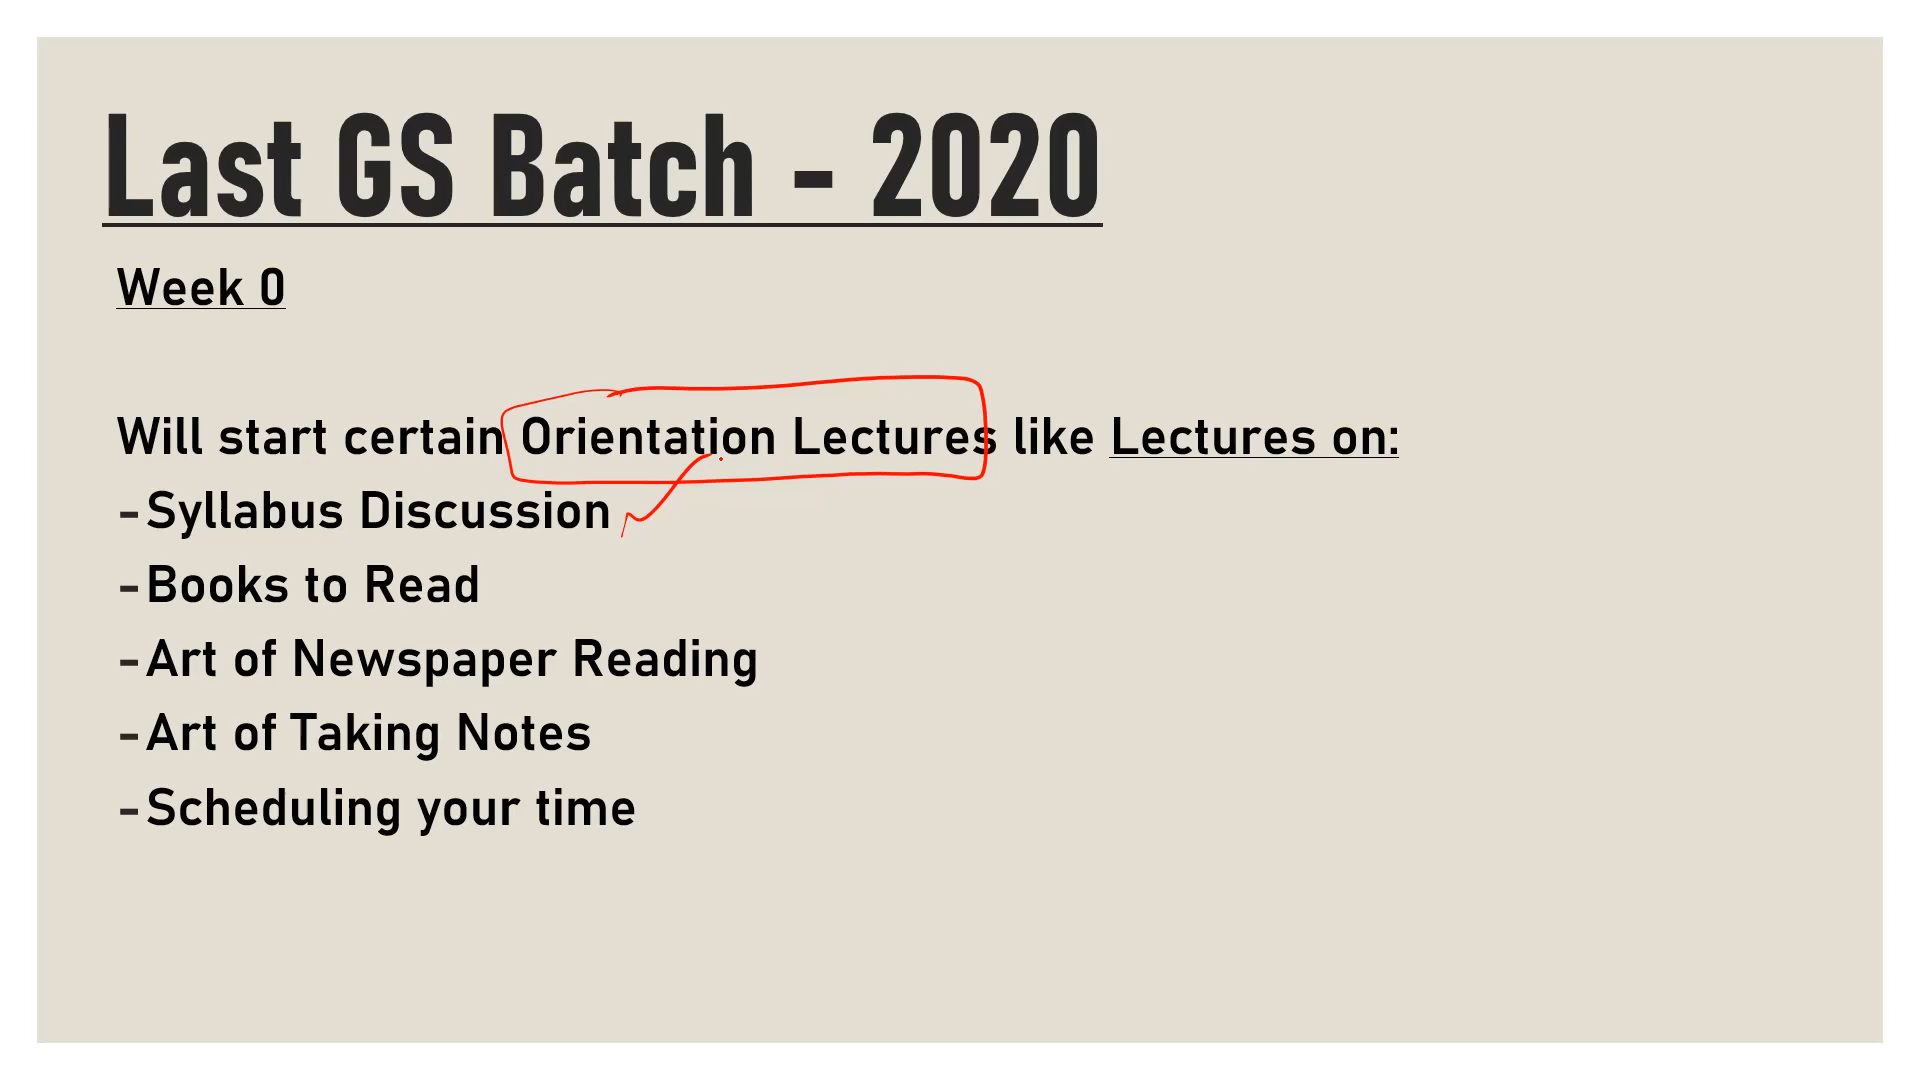 Last GS Batch - 2020
Week 0
Will start certain Orientation Lectures like Lectures on:
-Syllabus Discussion
-Books to Read
-Art of Newspaper Reading
-Art of Taking Notes
-Scheduling your time